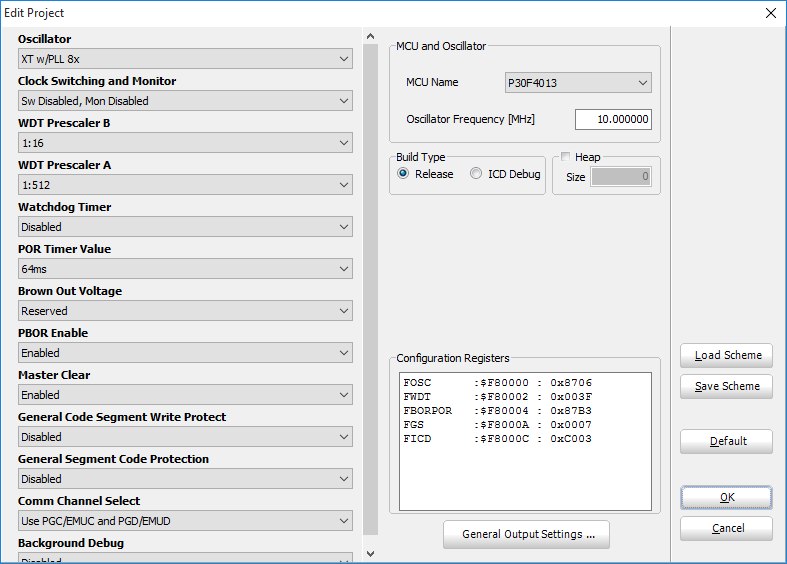 Edit Project
Oscillator
XT w/PLL 8x
Clock Switching and Monitor
Sw Disabled, Mon Disabled
WDT Prescaler B
1:16
WDT Prescaler A
1:512
Watchdog Timer
Disabled
POR Timer Value
64ms
Brown Out Voltage
Reserved
PBOR Enable
Enabled
Master Clear
Enabled
General Code Segment Write Protect
Disabled
General Segment Code Protection
Disabled
Comm Channel Select
Use PGC/EMUC and PGD/EMUD
Background Debug
Disabled
MCU and Oscillator
MCU Name P30F4013
Oscillator Frequency [MHz] 10.000000
Build Type
Release ICD Debug
Heap
Size 0
Configuration Registers
FOSC :$F80000 : 0x8706
FWDT :$F80002 : 0x003F
FBORPOR :$F80004 : 0x87B3
FGS :$F8000A : 0x0007
FICD :$F8000C : 0xC003
General Output Settings ...
Load Scheme
Save Scheme
Default
OK
Cancel